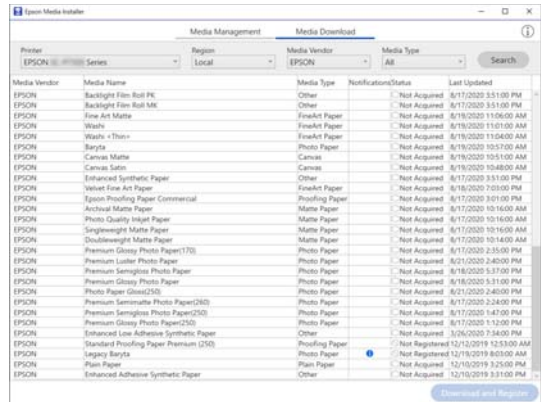 Epson Media Installer
Media Management Media Download
Printer Region Media Vendor Media Type
EPSON Series Local EPSON All Search
Media Vendor Media Name Media Type Notifications Status Last Updated
EPSON Backlight Film Roll PK Other Not Acquired 8/17/2020 3:51:00 PM
EPSON Backlight Film Roll MK Other Not Acquired 8/17/2020 3:51:00 PM
EPSON Fine Art Matte FineArt Paper Not Acquired 8/19/2020 11:06:00 AM
EPSON Washi FineArt Paper Not Acquired 8/19/2020 11:01:00 AM
EPSON Washi <Thin> FineArt Paper Not Acquired 8/19/2020 11:04:00 AM
EPSON Baryta Photo Paper Not Acquired 8/19/2020 10:57:00 AM
EPSON Canvas Matte Canvas Not Acquired 8/19/2020 10:51:00 AM
EPSON Canvas Satin Canvas Not Acquired 8/19/2020 10:48:00 AM
EPSON Enhanced Synthetic Paper Other Not Acquired 8/17/2020 3:51:00 PM
EPSON Velvet Fine Art Paper FineArt Paper Not Acquired 8/18/2020 7:03:00 PM
EPSON Epson Proofing Paper Commercial Proofing Paper Not Acquired 8/17/2020 3:01:00 PM
EPSON Archival Matte Paper Matte Paper Not Acquired 8/17/2020 10:16:00 AM
EPSON Photo Quality Inkjet Paper Matte Paper Not Acquired 8/17/2020 10:16:00 AM
EPSON Singleweight Matte Paper Matte Paper Not Acquired 8/17/2020 10:16:00 AM
EPSON Doubleweight Matte Paper Matte Paper Not Acquired 8/17/2020 10:14:00 AM
EPSON Premium Glossy Photo Paper(170) Photo Paper Not Acquired 8/17/2020 2:35:00 PM
EPSON Premium Luster Photo Paper Photo Paper Not Acquired 8/21/2020 2:40:00 PM
EPSON Premium Semigloss Photo Paper Photo Paper Not Acquired 8/18/2020 5:37:00 PM
EPSON Premium Glossy Photo Paper Photo Paper Not Acquired 8/18/2020 5:31:00 PM
EPSON Photo Paper Gloss(250) Photo Paper Not Acquired 8/21/2020 2:40:00 PM
EPSON Premium Semimatte Photo Paper(260) Photo Paper Not Acquired 8/17/2020 2:24:00 PM
EPSON Premium Semigloss Photo Paper(250) Photo Paper Not Acquired 8/17/2020 1:47:00 PM
EPSON Premium Glossy Photo Paper(250) Photo Paper Not Acquired 8/17/2020 1:12:00 PM
EPSON Enhanced Low Adhesive Synthetic Paper Other Not Acquired 3/26/2020 7:34:00 PM
EPSON Standard Proofing Paper Premium (250) Proofing Paper Not Registered 12/12/2019 12:53:00 AM
EPSON Legacy Baryta Photo Paper Not Registered 12/19/2019 8:03:00 AM
EPSON Plain Paper Plain Paper Not Acquired 12/10/2019 3:25:00 PM
EPSON Enhanced Adhesive Synthetic Paper Other Not Acquired 12/10/2019 3:31:00 PM
Download and Register